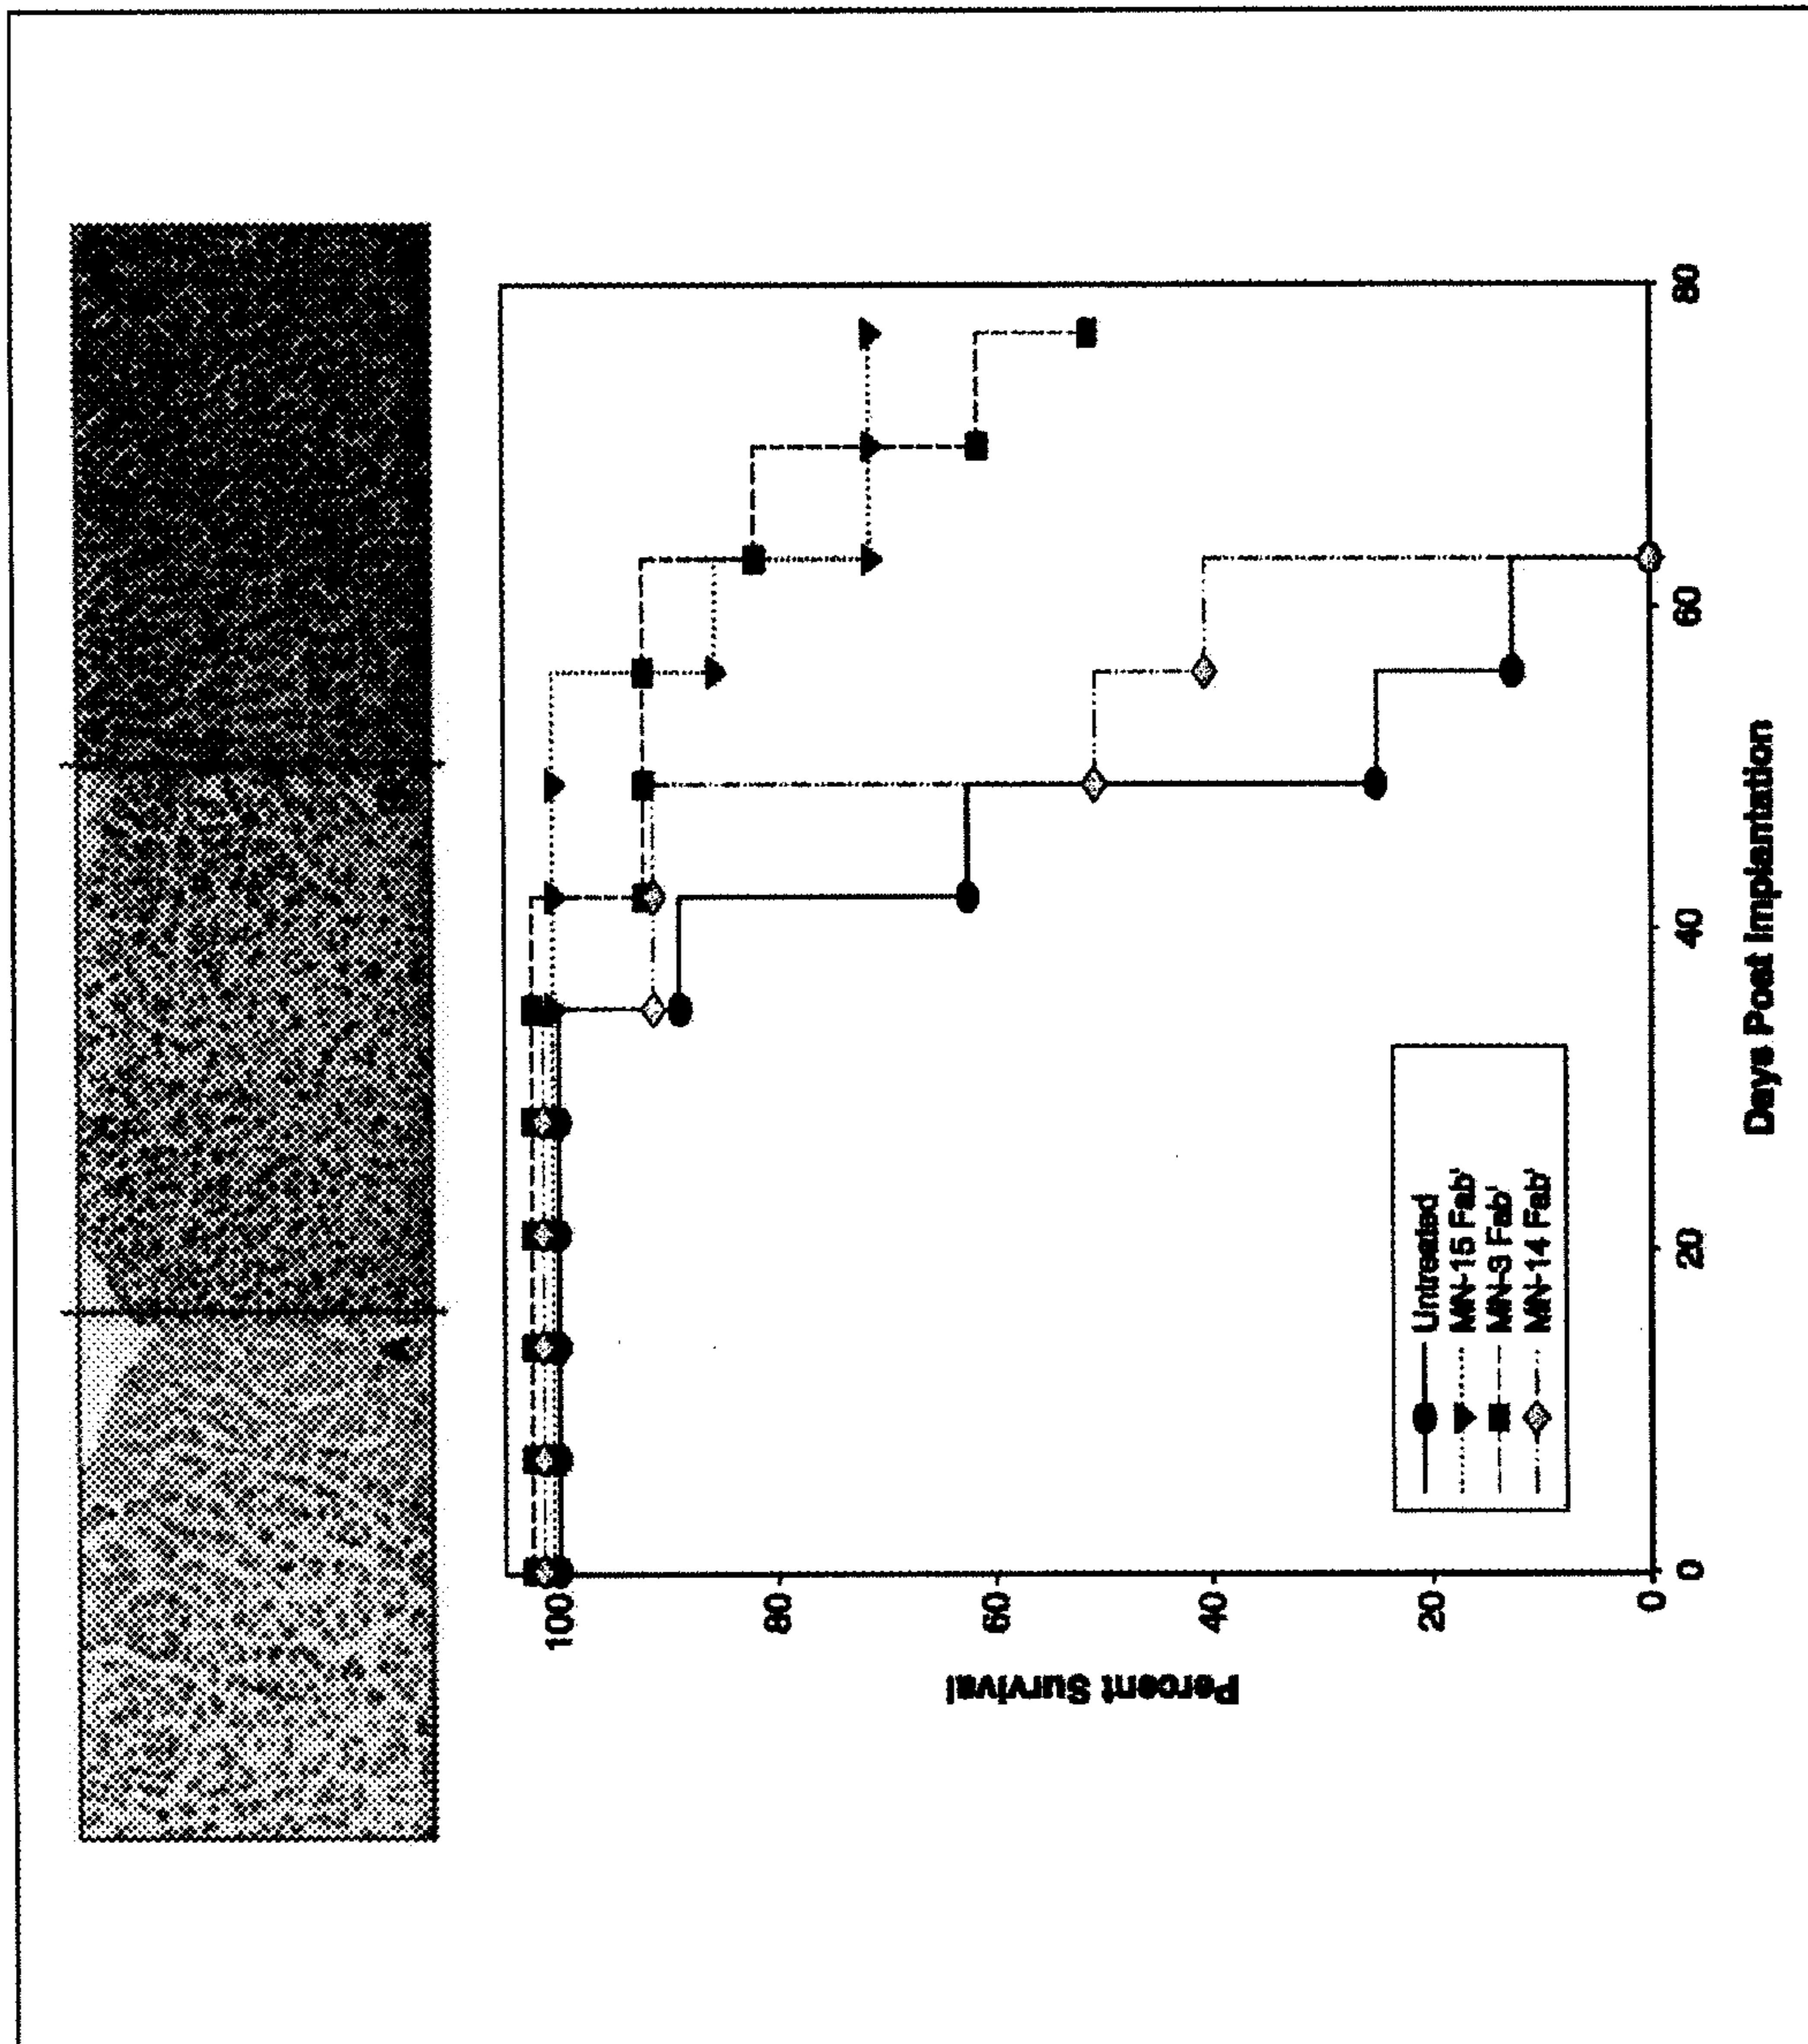 A
Percent Survival
100
80
60
40
20
0
Untreated
MN-15 Fab'
MN-3 Fab'
MN-14 Fab'
0 20 40 60 80
Days Post Implantation